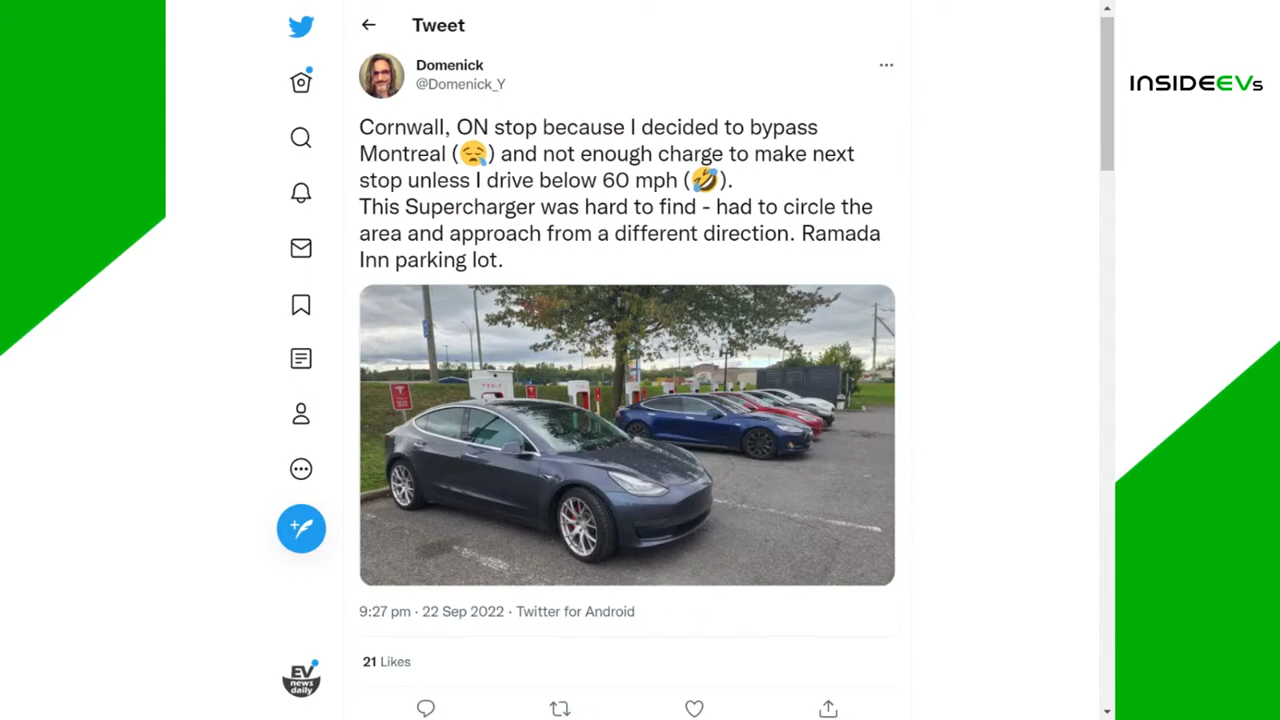 Tweet
INSIDEEVs
Domenick
@Domenick_Y
Cornwall, ON stop because I decided to bypass
Montreal (😪) and not enough charge to make next
stop unless I drive below 60 mph (🤣).
This Supercharger was hard to find - had to circle the
area and approach from a different direction. Ramada
Inn parking lot.
9:27 pm · 22 Sep 2022 · Twitter for Android
21 Likes
EV
news
daily